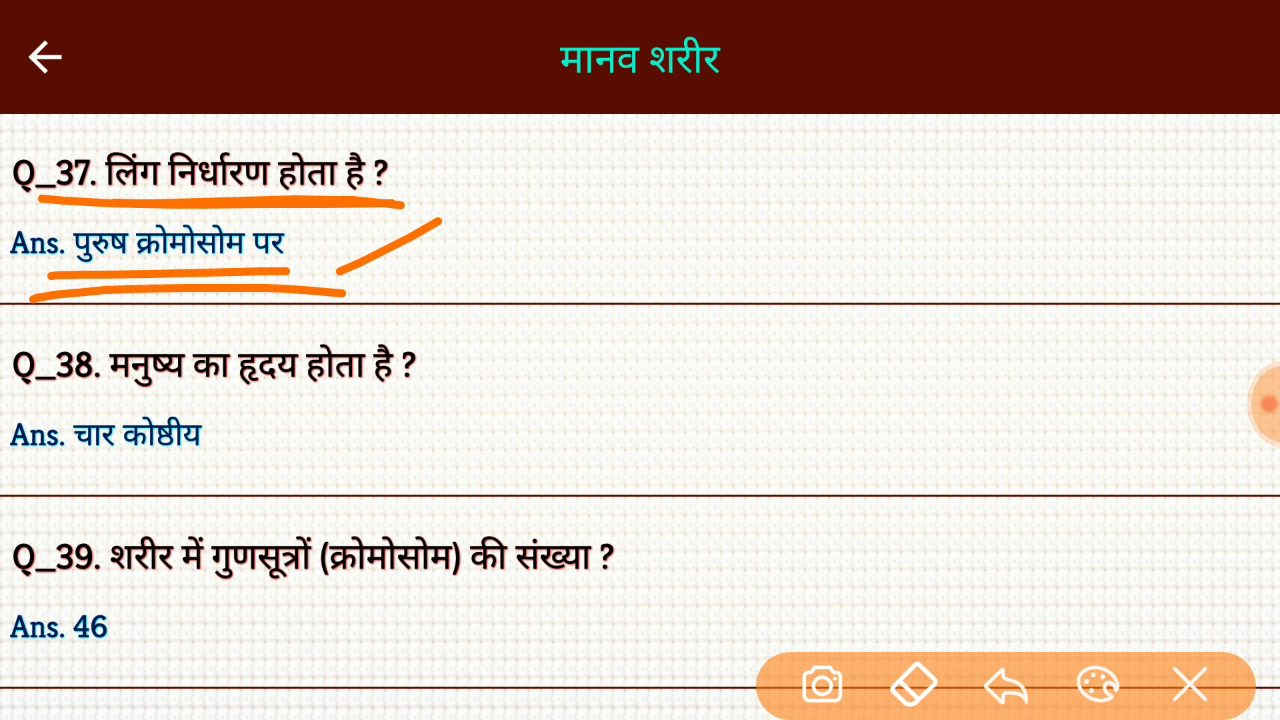 मानव शरीर
Q_37. लिंग निर्धारण होता है ?
Ans. पुरुष क्रोमोसोम पर
Q_38. मनुष्य का हृदय होता है ?
Ans. चार कोष्ठीय
Q_39. शरीर में गुणसूत्रों (क्रोमोसोम) की संख्या ?
Ans. 46